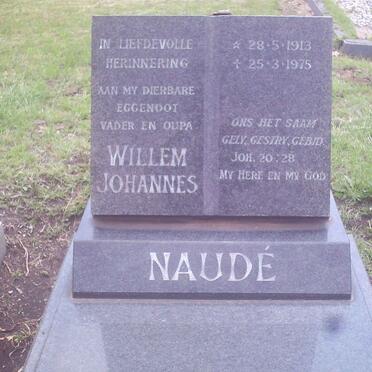 IN LIEFDEVOLLE
HERINNERING
AAN MY DIERBARE
EGGENOOT
VADER EN OUPA
WILLEM
JOHANNES
☆ 28·5·1913
✝ 25·3·1975
ONS HET SAAM
GELY, GESTRY, GEBID
JOH. 20:28
MY HERE EN MY GOD
NAUDÉ